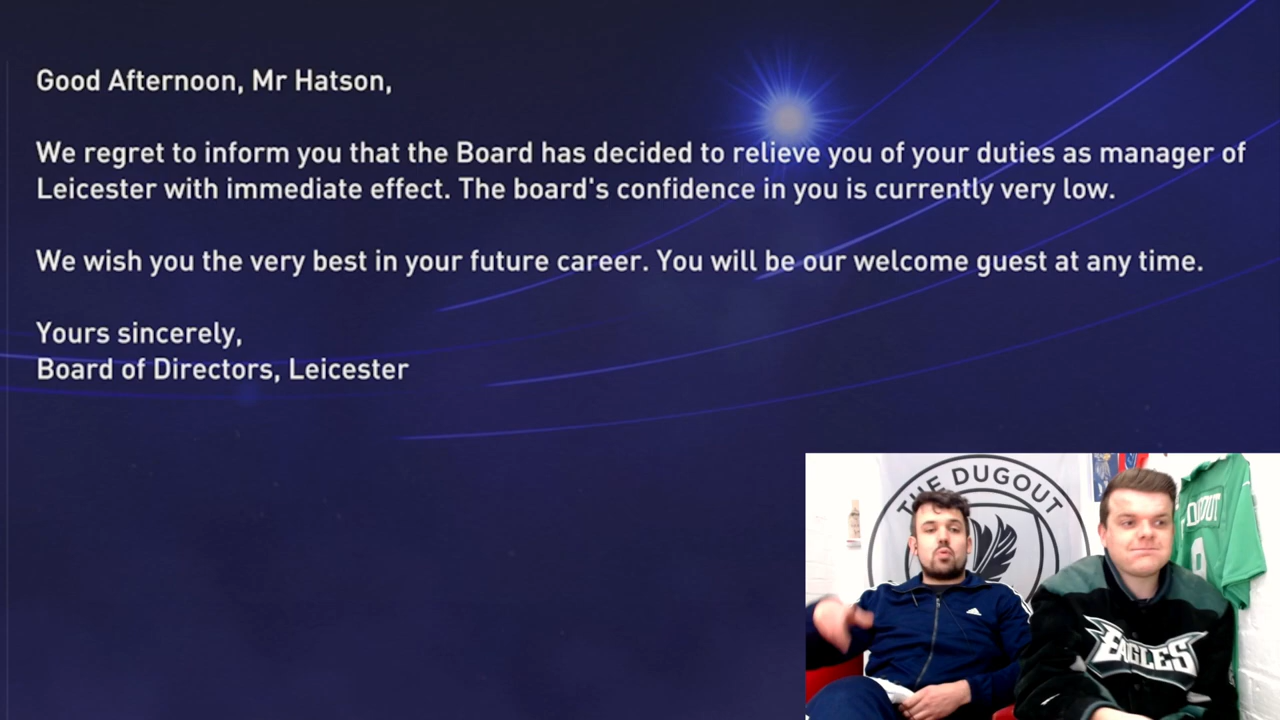 Good Afternoon, Mr Hatson,
We regret to inform you that the Board has decided to relieve you of your duties as manager of
Leicester with immediate effect. The board's confidence in you is currently very low.
We wish you the very best in your future career. You will be our welcome guest at any time.
Yours sincerely,
Board of Directors, Leicester
THE DUGOUT
EAGLES